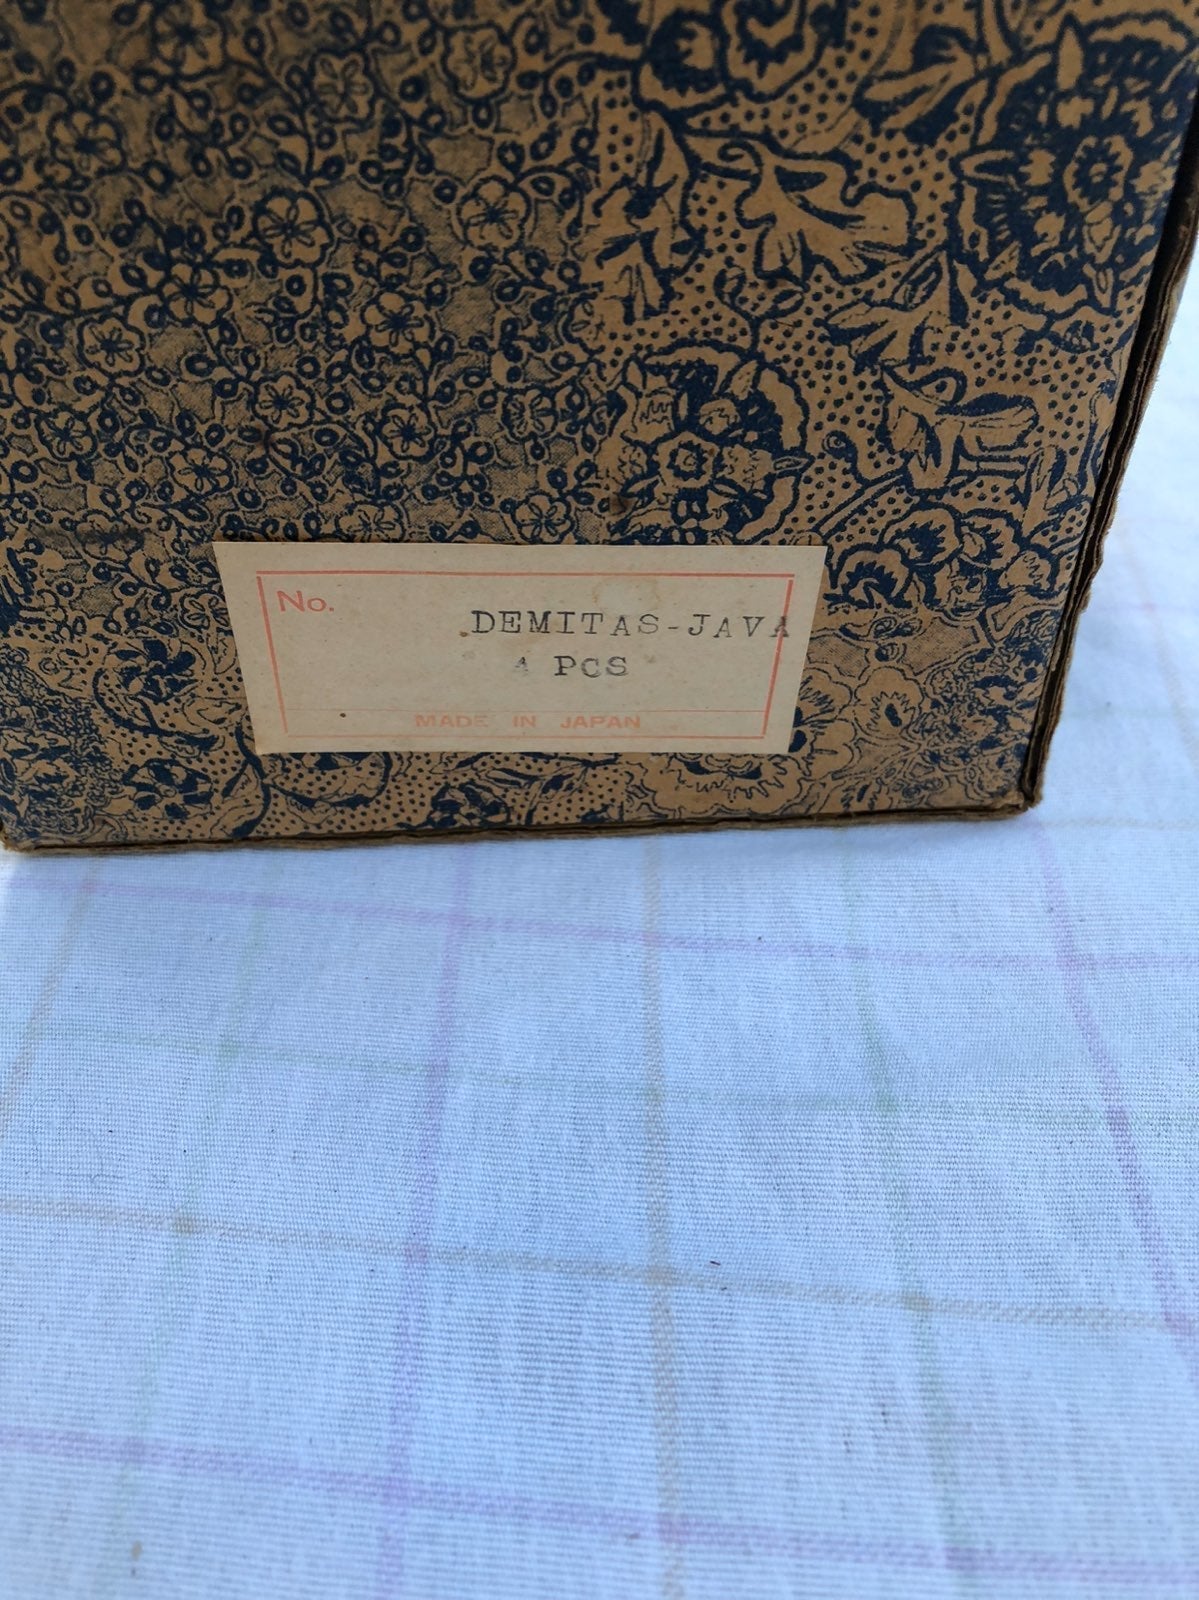 No.
DEMITAS-JAVA
4 PCS
MADE IN JAPAN